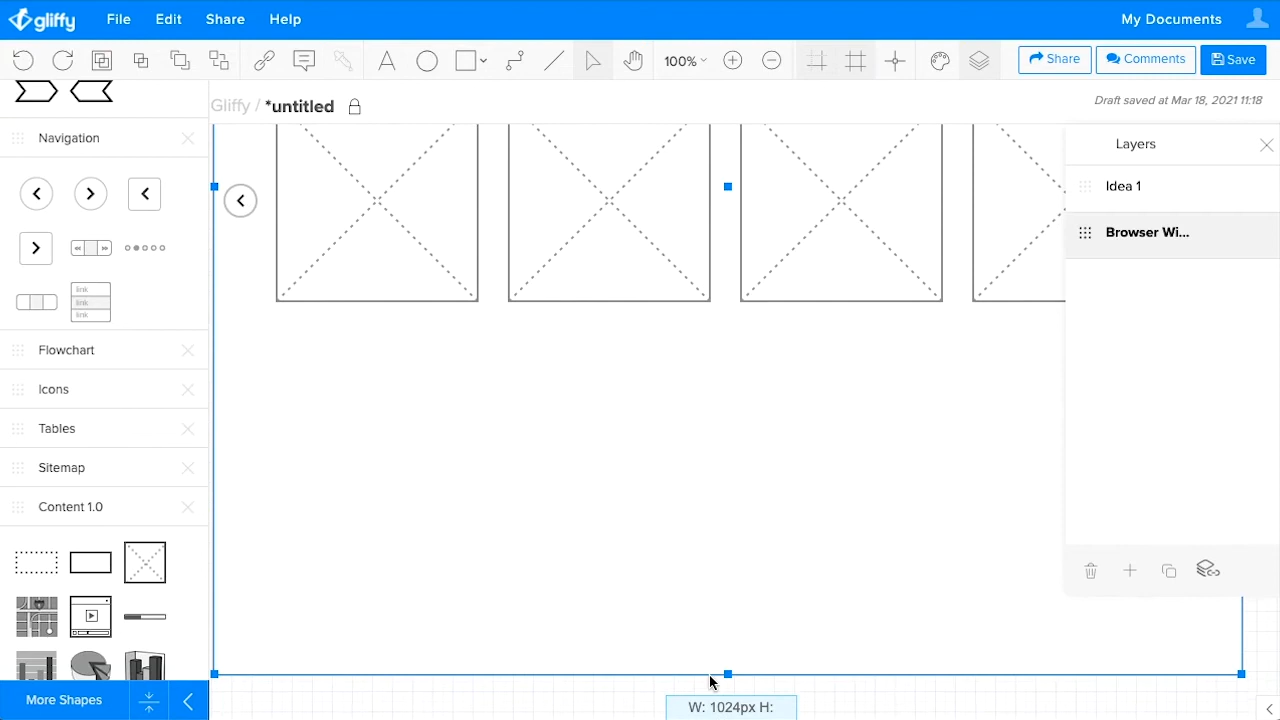 gliffy File Edit Share Help My Documents
100% Share Comments Save
Gliffy / *untitled Draft saved at Mar 18, 2021 11:18
Navigation
link
link
link
Flowchart
Icons
Tables
Sitemap
Content 1.0
More Shapes
Layers
Idea 1
Browser Wi...
W: 1024px H: